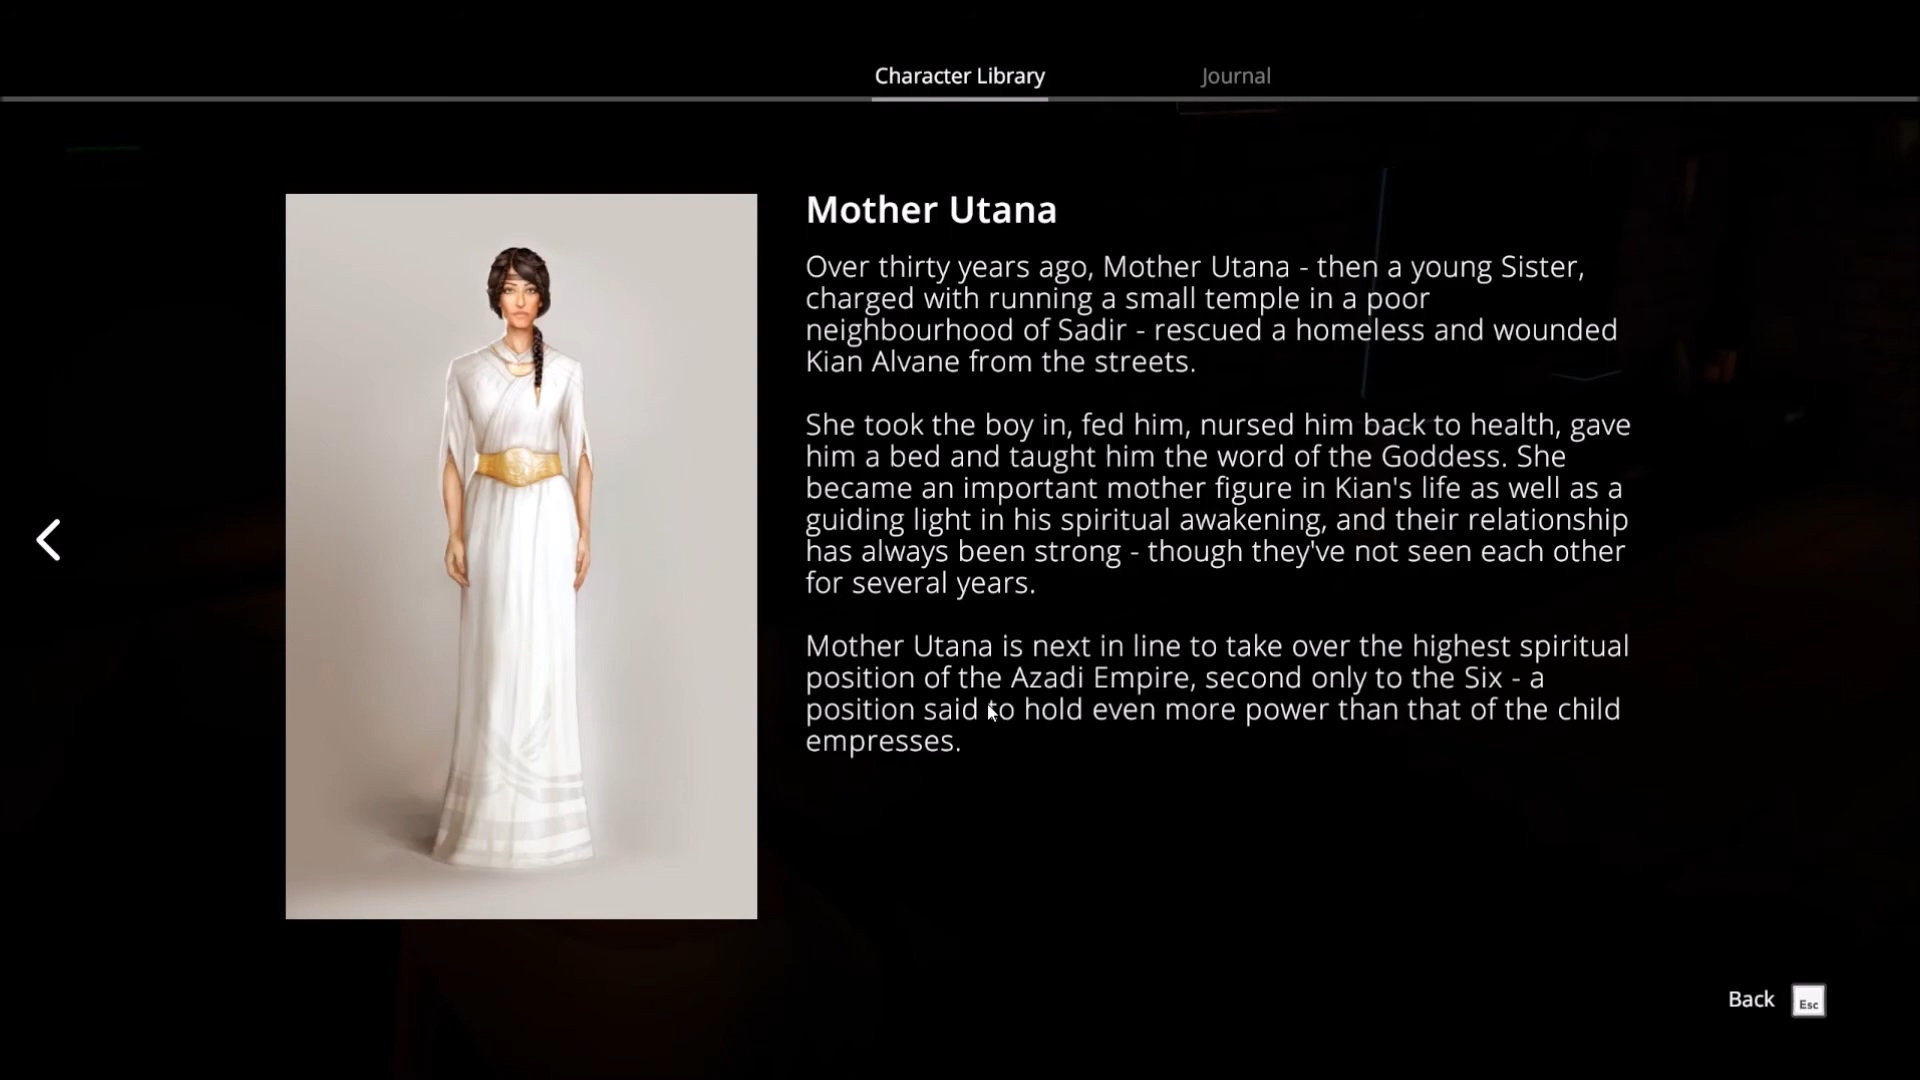 Character Library
Journal
Mother Utana
Over thirty years ago, Mother Utana - then a young Sister,
charged with running a small temple in a poor
neighbourhood of Sadir - rescued a homeless and wounded
Kian Alvane from the streets.
She took the boy in, fed him, nursed him back to health, gave
him a bed and taught him the word of the Goddess. She
became an important mother figure in Kian's life as well as a
guiding light in his spiritual awakening, and their relationship
has always been strong - though they've not seen each other
for several years.
Mother Utana is next in line to take over the highest spiritual
position of the Azadi Empire, second only to the Six - a
position said to hold even more power than that of the child
empresses.
Back
Esc